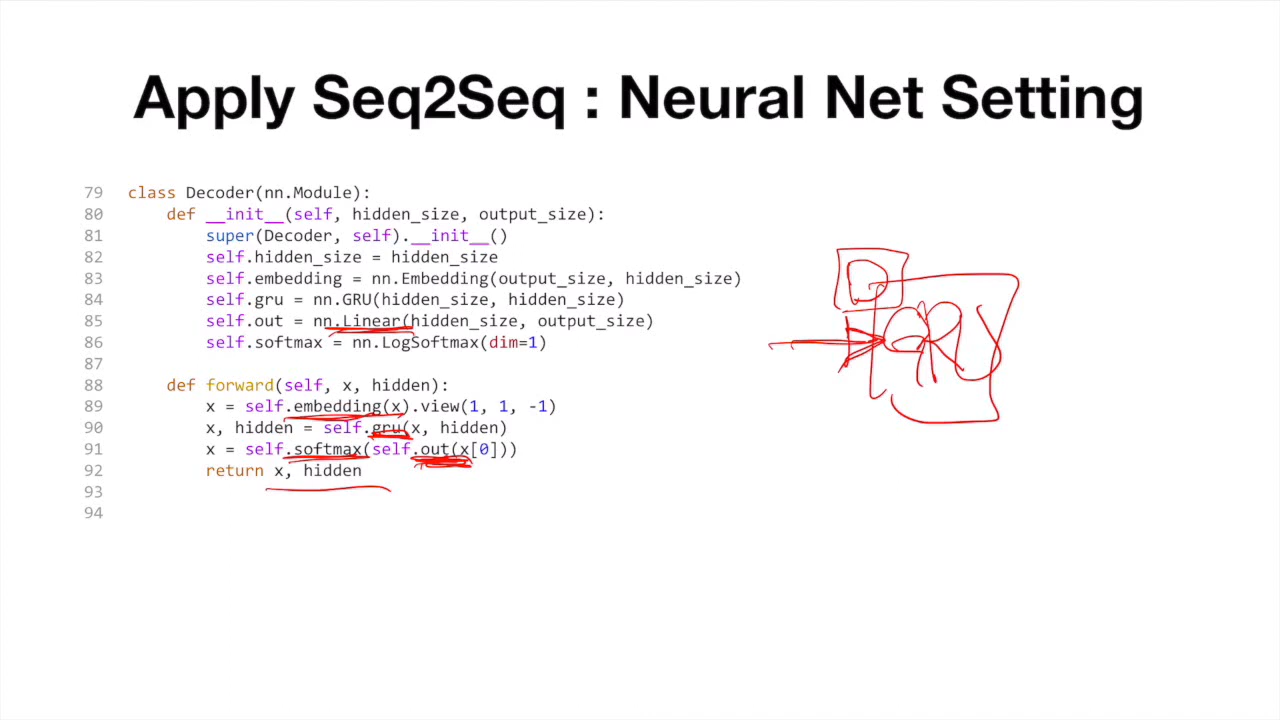 Apply Seq2Seq : Neural Net Setting
79 class Decoder(nn.Module):
80 def __init__(self, hidden_size, output_size):
81 super(Decoder, self).__init__()
82 self.hidden_size = hidden_size
83 self.embedding = nn.Embedding(output_size, hidden_size)
84 self.gru = nn.GRU(hidden_size, hidden_size)
85 self.out = nn.Linear(hidden_size, output_size)
86 self.softmax = nn.LogSoftmax(dim=1)
87
88 def forward(self, x, hidden):
89 x = self.embedding(x).view(1, 1, -1)
90 x, hidden = self.gru(x, hidden)
91 x = self.softmax(self.out(x[0]))
92 return x, hidden
93
94
D
GRU